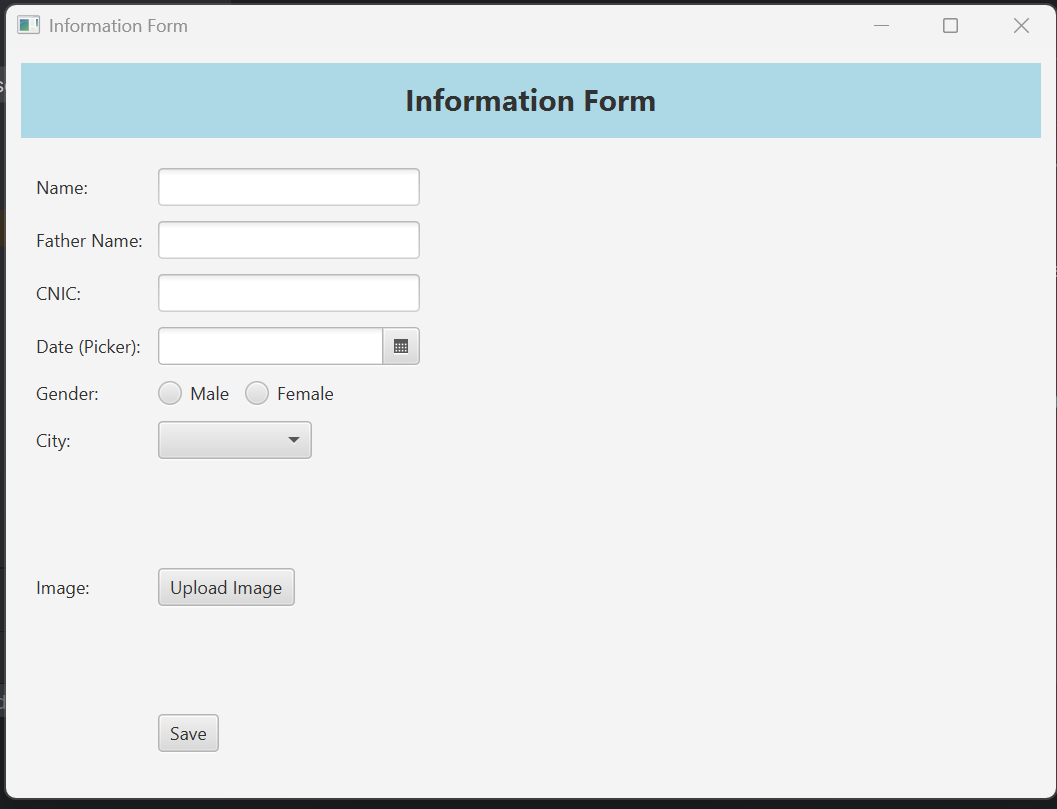 Information Form
Information Form
Name:
Father Name:
CNIC:
Date (Picker):
Gender: Male Female
City:
Image: Upload Image
Save